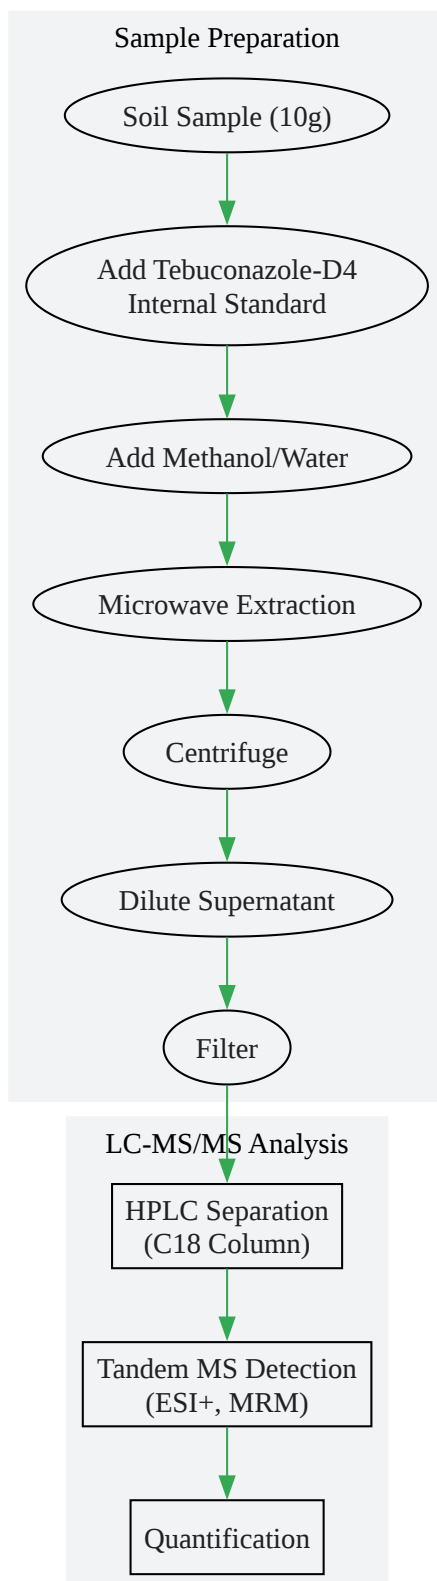 Sample Preparation
Soil Sample (10g)
Add Tebuconazole-D4
Internal Standard
Add Methanol/Water
Microwave Extraction
Centrifuge
Dilute Supernatant
Filter
LC-MS/MS Analysis
HPLC Separation
(C18 Column)
Tandem MS Detection
(ESI+, MRM)
Quantification